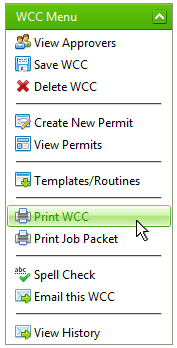 WCC Menu
View Approvers
Save WCC
Delete WCC
Create New Permit
View Permits
Templates/Routines
Print WCC
Print Job Packet
abc
Spell Check
Email this WCC
View History